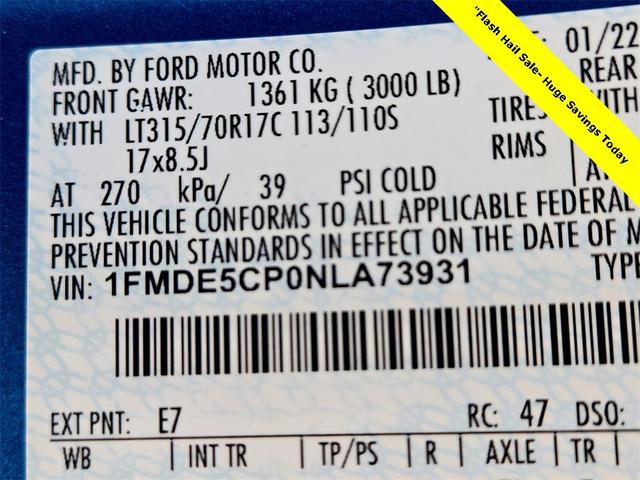 "Flash Hail Sale- Huge Savings Today
01/22
MFD. BY FORD MOTOR CO.
REAR
FRONT GAWR: 1361 KG ( 3000 LB)
WITH LT315/70R17C 113/110S TIRES WITH
17x8.5J RIMS
AT 270 kPa/ 39 PSI COLD
THIS VEHICLE CONFORMS TO ALL APPLICABLE FEDERAL
PREVENTION STANDARDS IN EFFECT ON THE DATE OF M
VIN: 1FMDE5CP0NLA73931 TYPE
EXT PNT: E7 RC: 47 DSO:
WB INT TR TP/PS R AXLE TR